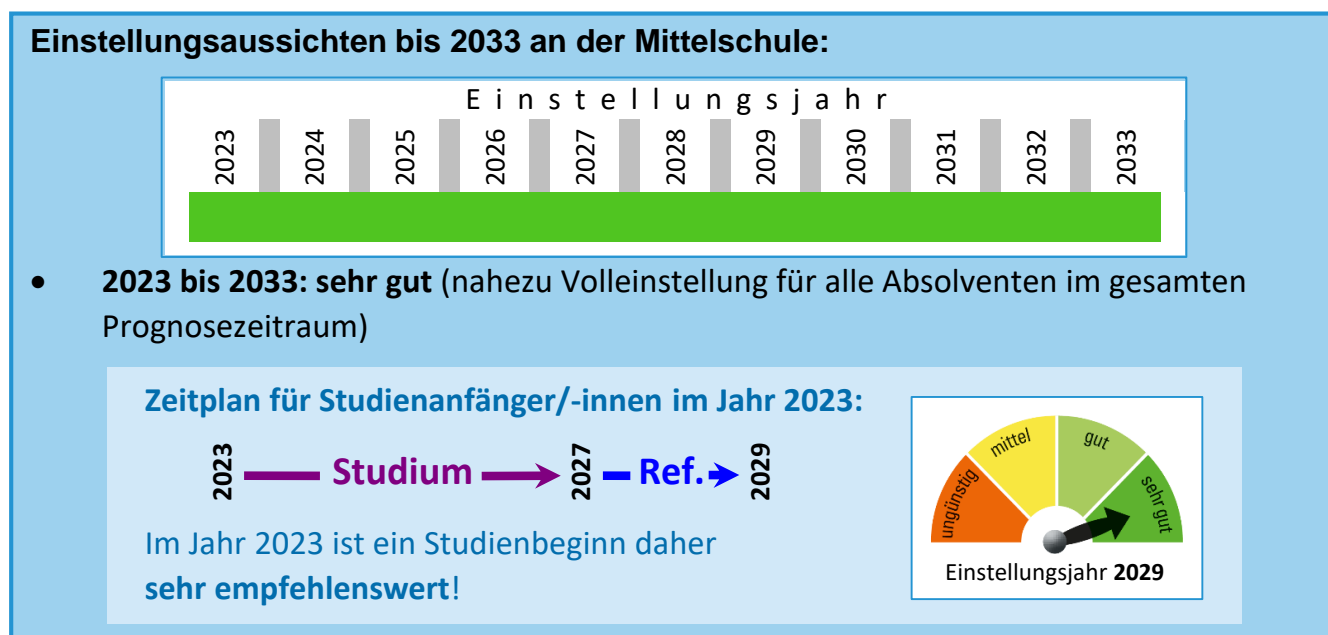 Einstellungsaussichten bis 2033 an der Mittelschule:
Einstellungsjahr
2023 2024 2025 2026 2027 2028 2029 2030 2031 2032 2033
• 2023 bis 2033: sehr gut (nahezu Volleinstellung für alle Absolventen im gesamten
Prognosezeitraum)
Zeitplan für Studienanfänger/-innen im Jahr 2023:
2023 Studium 2027 Ref. 2029
Im Jahr 2023 ist ein Studienbeginn daher
sehr empfehlenswert!
ungünstig mittel gut sehr gut
Einstellungsjahr 2029